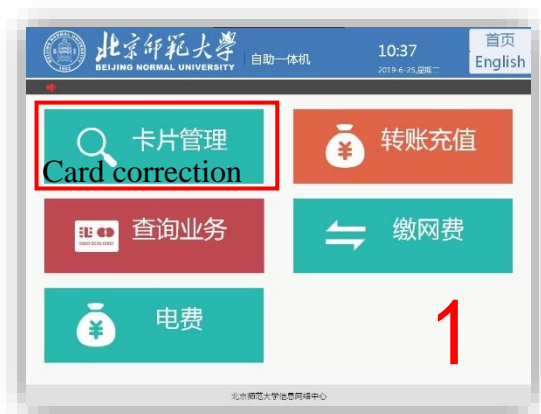 北京师范大学
BEIJING NORMAL UNIVERSITY
自助一体机
10:37
2019-6-25,星期二
首页
English
卡片管理
Card correction
转账充值
查询业务
缴网费
电费
1
北京师范大学信息网络中心